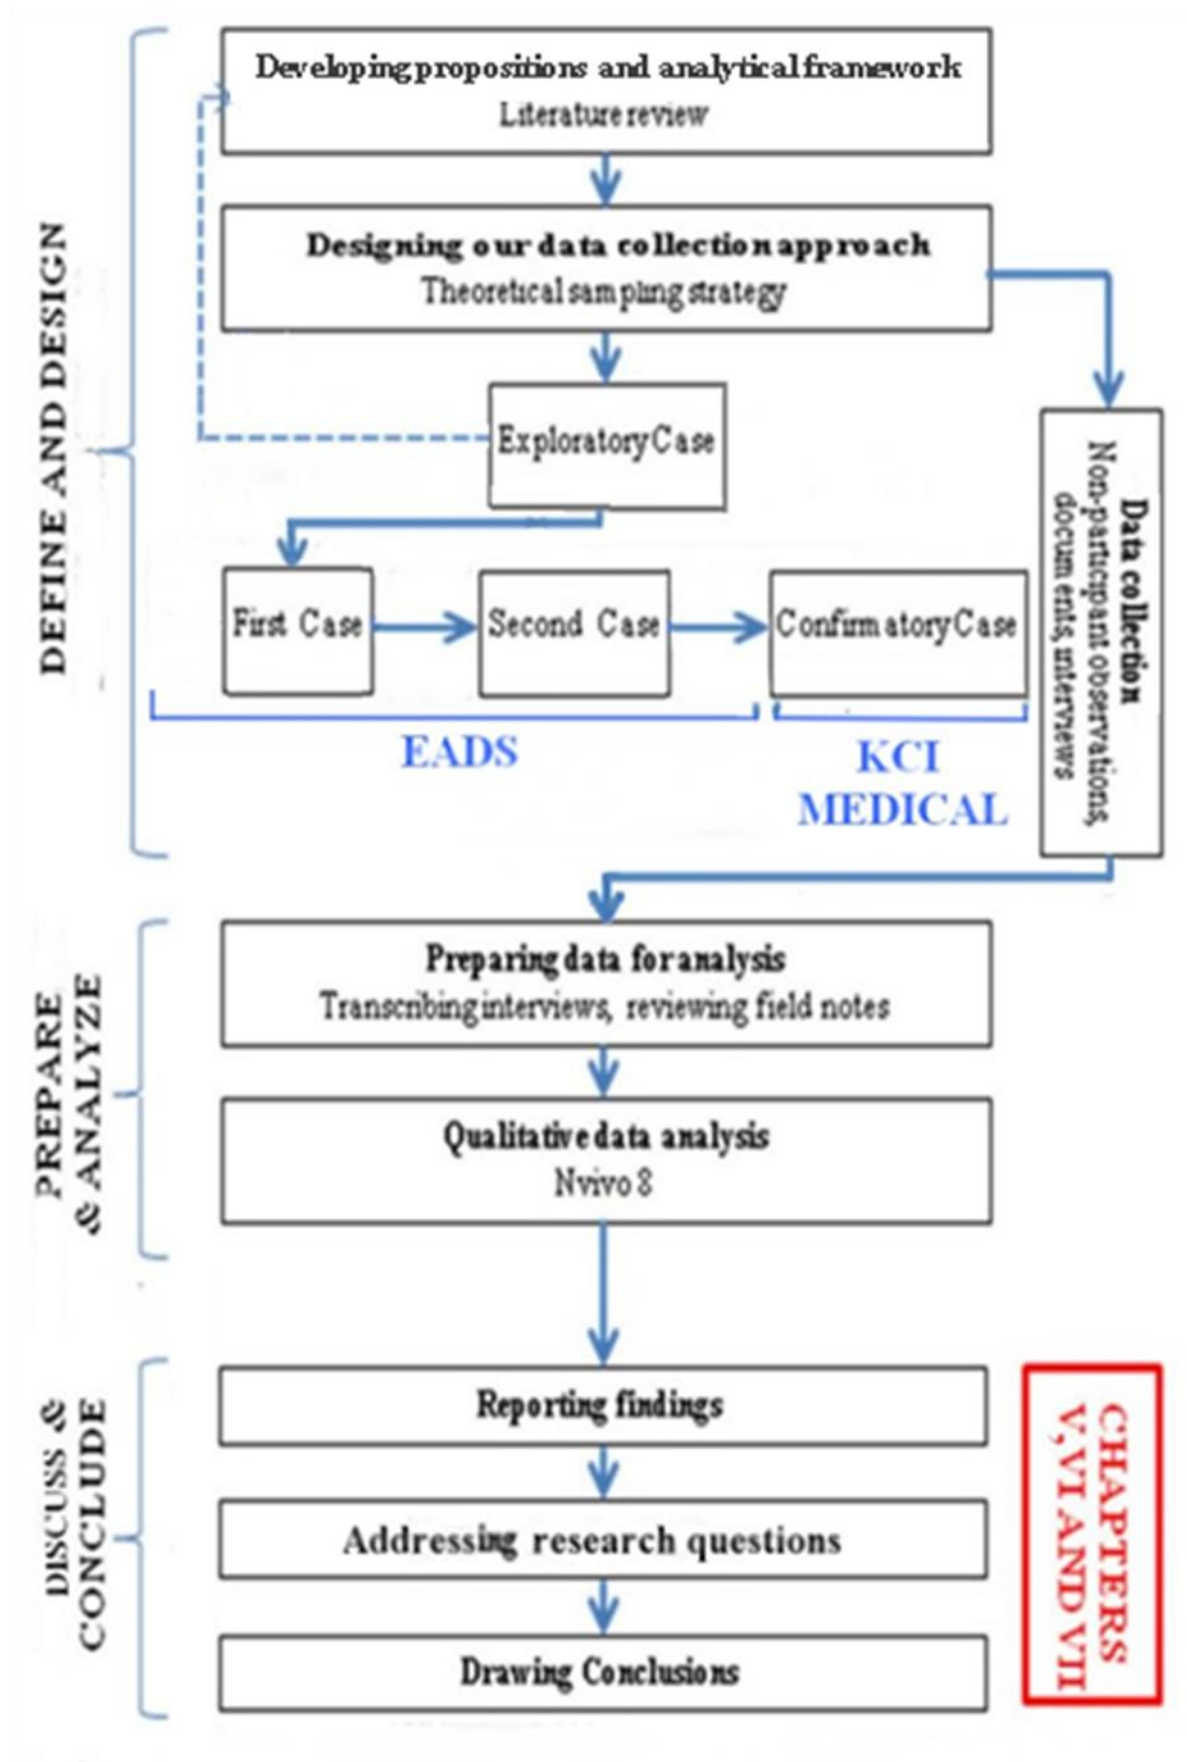 Developing propositions and analytical framework
Literature review
Designing our data collection approach
Theoretical sampling strategy
Exploratory Case
First Case
Second Case
Confirmatory Case
EADS
KCI
MEDICAL
Data collection
Non-participant observations,
documents, interviews
DEFINE AND DESIGN
Preparing data for analysis
Transcribing interviews, reviewing field notes
Qualitative data analysis
Nvivo 8
PREPARE
& ANALYZE
Reporting findings
Addressing research questions
Drawing Conclusions
DISCUSS &
CONCLUDE
CHAPTERS
V,VI AND VII